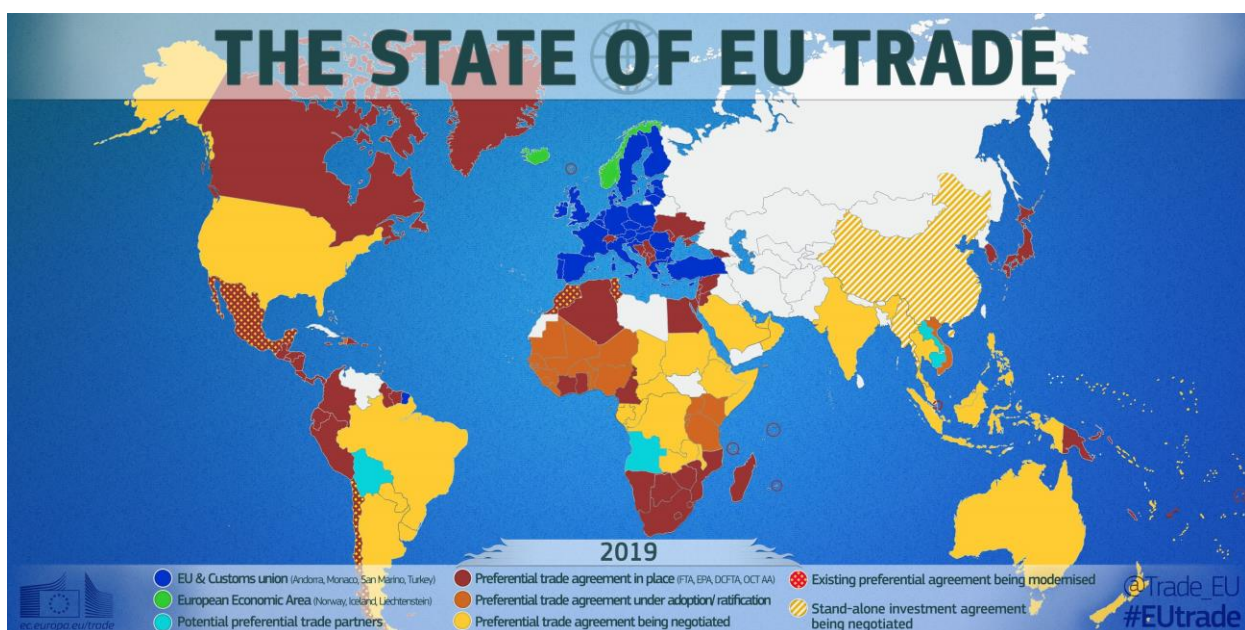 THE STATE OF EU TRADE
2019
EU & Customs union (Andorra, Monaco, San Marino, Turkey)
European Economic Area (Norway, Iceland, Liechtenstein)
Potential preferential trade partners
Preferential trade agreement in place (FTA, EPA, DCFTA, OCT AA)
Preferential trade agreement under adoption/ratification
Preferential trade agreement being negotiated
Existing preferential agreement being modernised
Stand-alone investment agreement
being negotiated
ec.europa.eu/trade
@Trade_EU
#EUtrade